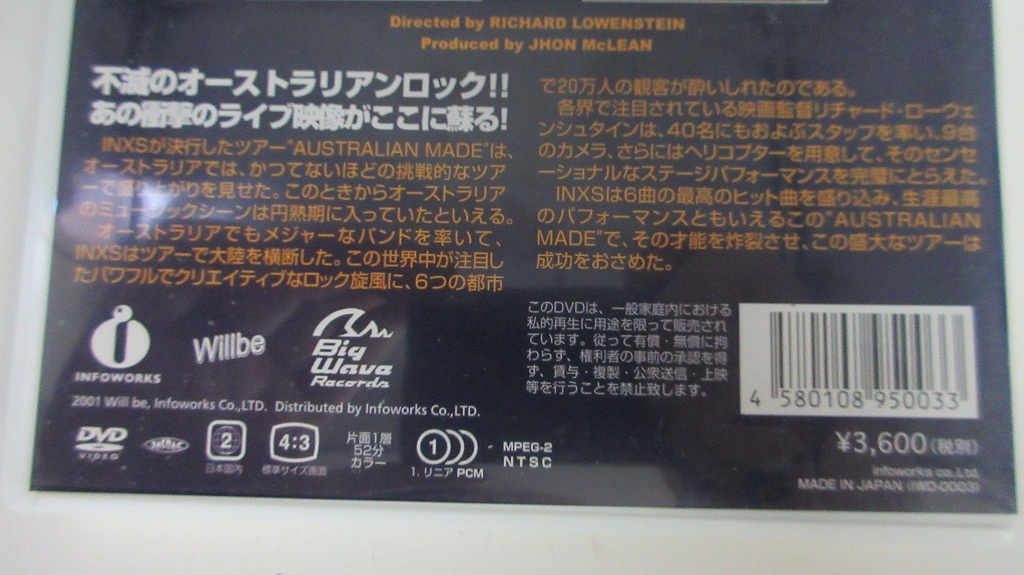 Directed by RICHARD LOWENSTEIN
Produced by JHON McLEAN
不滅のオーストラリアンロック!!
あの衝撃のライブ映像がここに蘇る!
INXSが決行したツアー"AUSTRALIAN MADE"は、
オーストラリアでは、かつてないほどの挑戦的なツア
ーで盛り上がりを見せた。このときからオーストラリア
のミュージックシーンは円熟期に入っていたといえる。
オーストラリアでもメジャーなバンドを率いて、
INXSはツアーで大陸を横断した。この世界中が注目し
たパワフルでクリエイティブなロック旋風に、6つの都市
で20万人の観客が酔いしれたのである。
各界で注目されている映画監督リチャード・ローウェ
ンシュタインは、40名にもおよぶスタッフを率い、9台
のカメラ、さらにはヘリコプターを用意して、そのセンセ
ーショナルなステージパフォーマンスを完璧にとらえた。
INXSは6曲の最高のヒット曲を盛り込み、生涯最高
のパフォーマンスともいえるこの"AUSTRALIAN
MADE"で、その才能を炸裂させ、この盛大なツアーは
成功をおさめた。
このDVDは、一般家庭内における
私的再生に用途を限って販売され
ています。従って有償・無償に拘
わらず、権利者の事前の承認を得
ず、賃与・複製・公衆送信・上映
等を行うことを禁止致します。
INFOWORKS
Willbe
Big
Wave
Records
2001 Will be, Infoworks Co.,LTD. Distributed by Infoworks Co.,LTD.
4 580108 950033
¥3,600(税別)
infoworks co.Ltd.
MADE IN JAPAN (IWD-0003)
DVD
VIDEO
2
日本国内
4:3
標準サイズ画面
片面1層
52分
カラー
1
1. リニア PCM
MPEG-2
NTSC